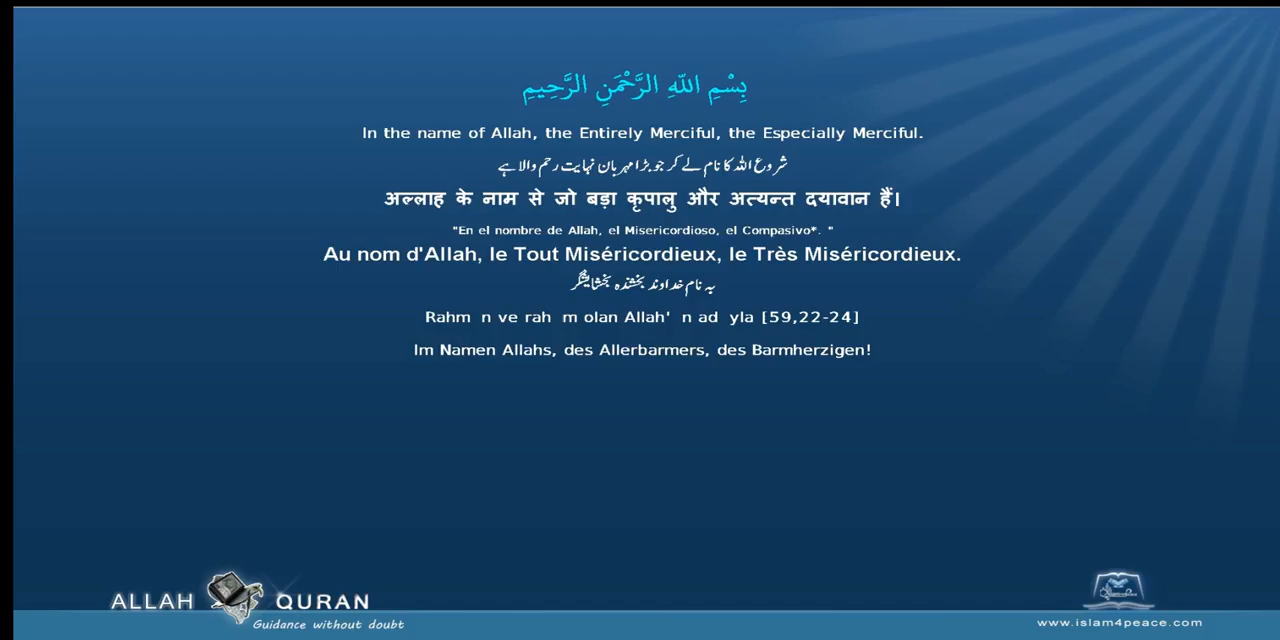 بِسْمِ اللّٰهِ الرَّحْمَنِ الرَّحِيمِ
In the name of Allah, the Entirely Merciful, the Especially Merciful.
شروع اللہ کا نام لے کر جو بڑا مہربان نہایت رحم والا ہے
अल्लाह के नाम से जो बड़ा कृपालु और अत्यन्त दयावान हैं।
"En el nombre de Allah, el Misericordioso, el Compasivo*. "
Au nom d'Allah, le Tout Miséricordieux, le Très Miséricordieux.
به نام خداوند بخشنده بخشایشگر
Rahm n ve rah m olan Allah' n ad yla [59,22-24]
Im Namen Allahs, des Allerbarmers, des Barmherzigen!
ALLAH QURAN
Guidance without doubt
www.islam4peace.com